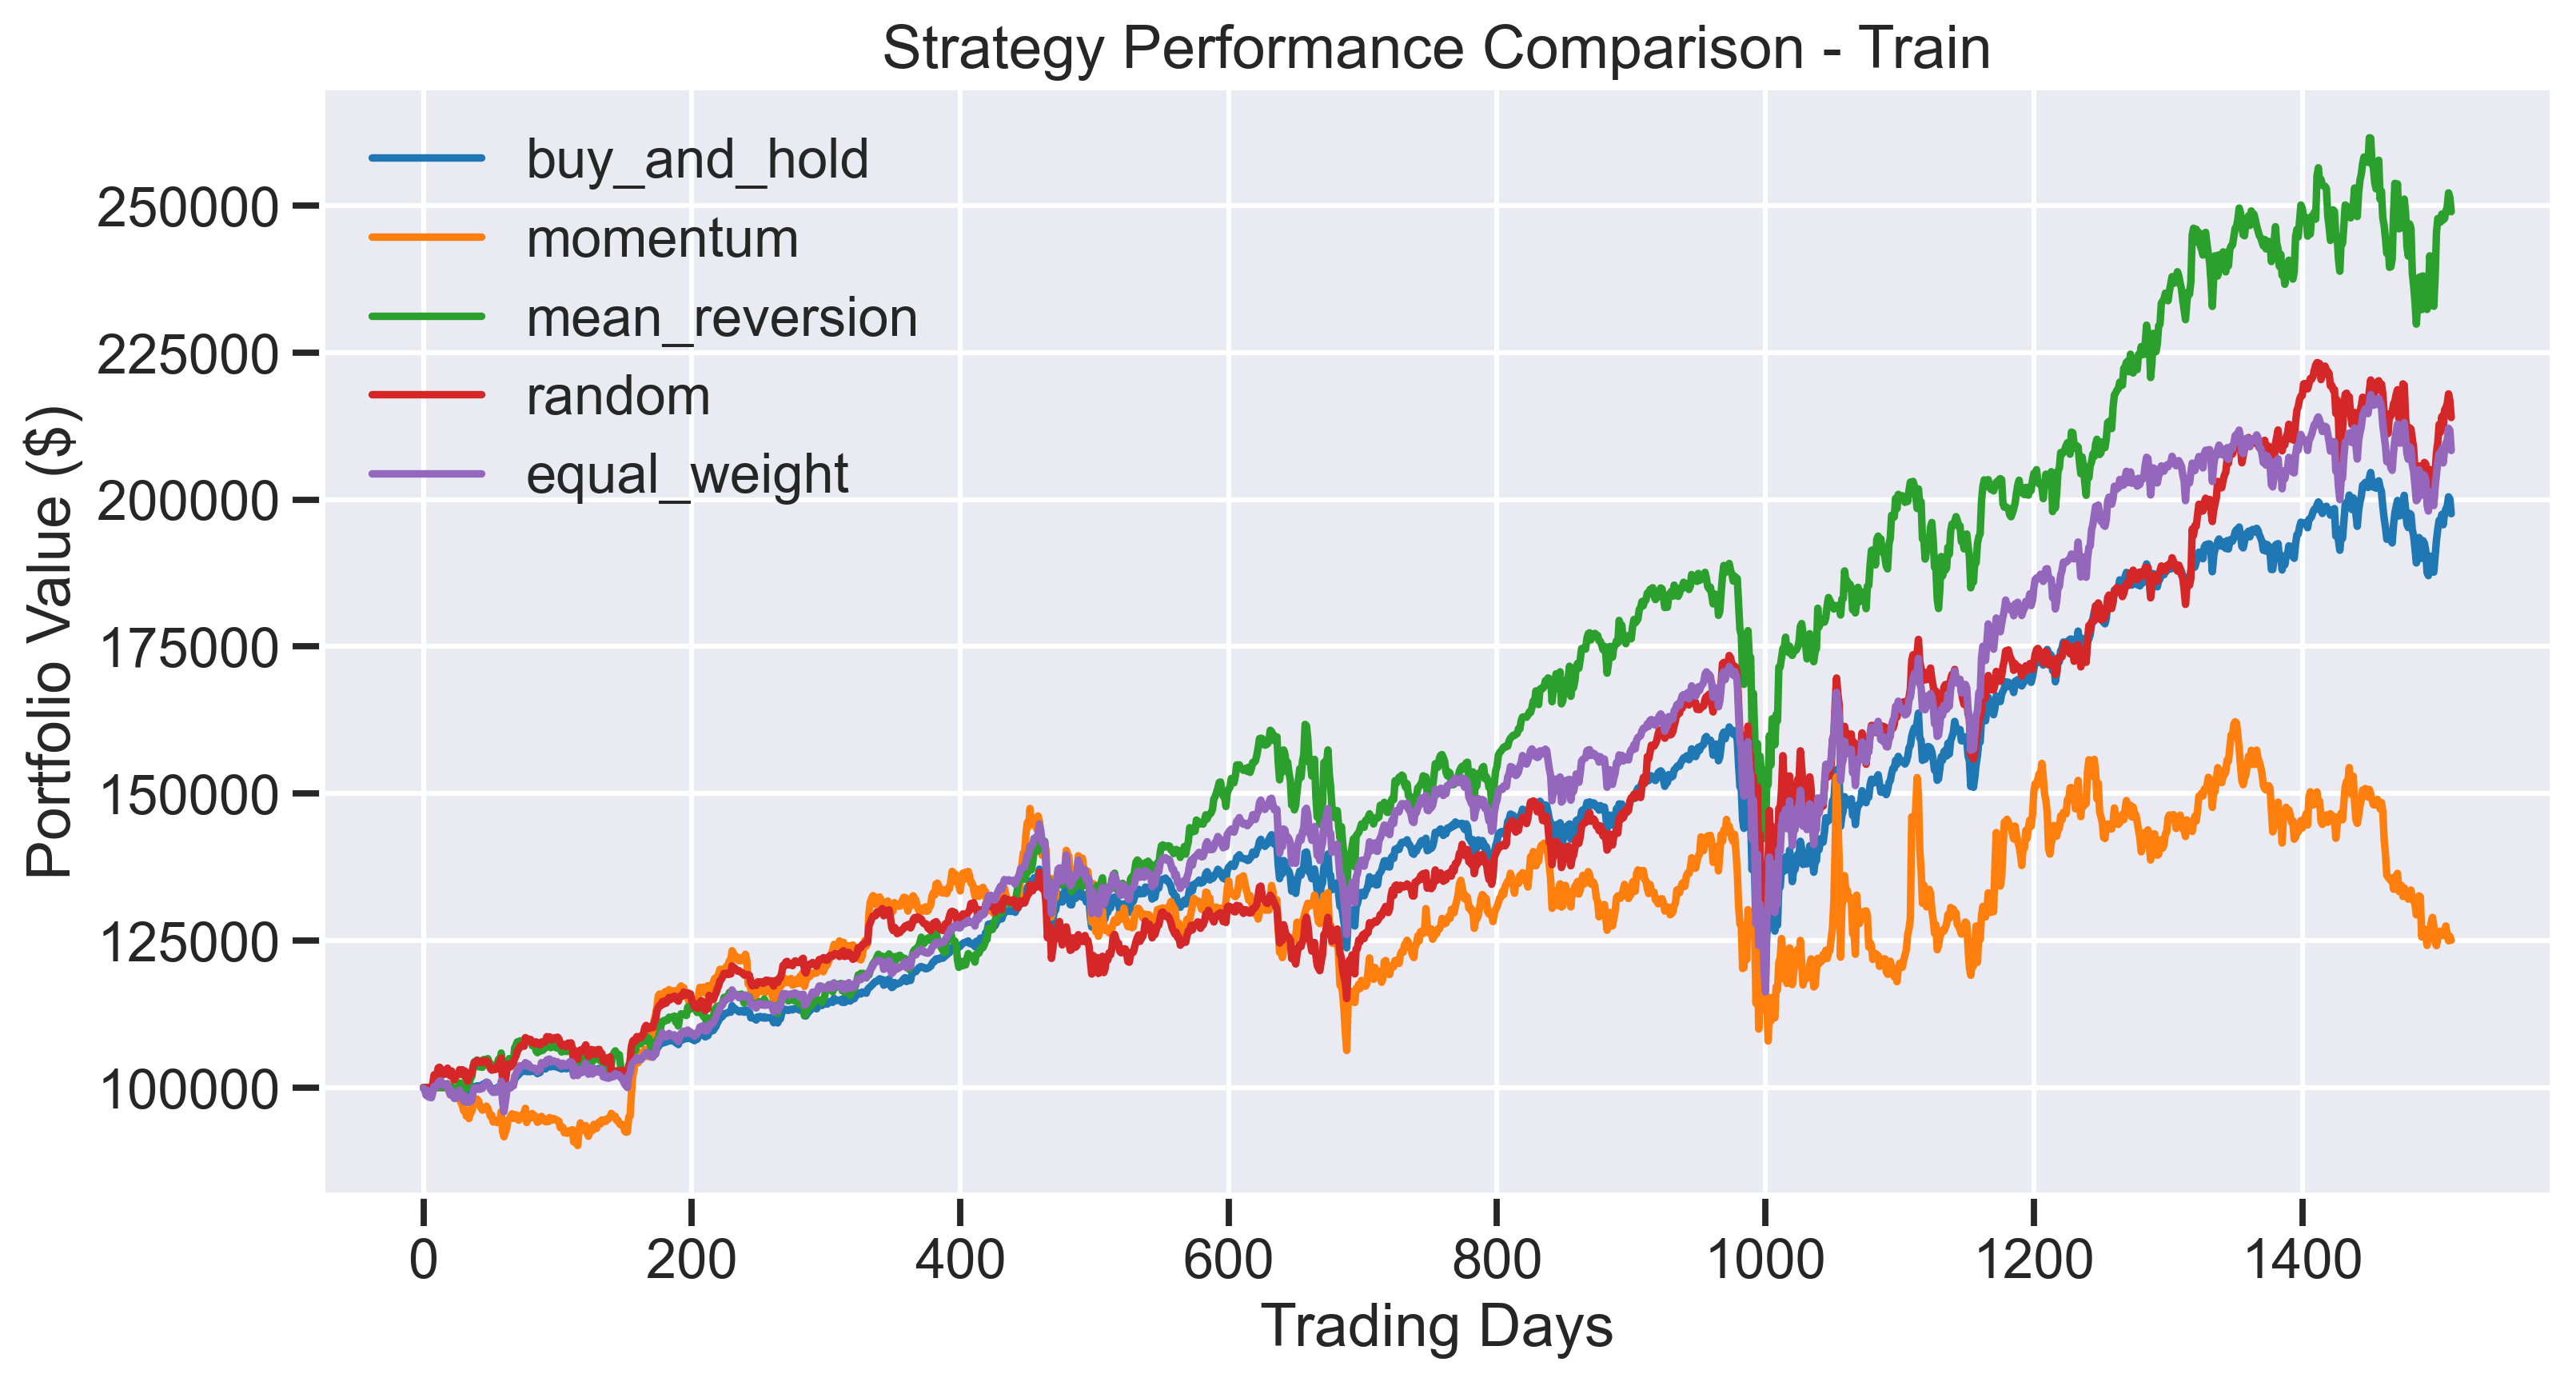 Strategy Performance Comparison - Train
buy_and_hold
momentum
mean_reversion
random
equal_weight
Portfolio Value ($)
250000
225000
200000
175000
150000
125000
100000
0 200 400 600 800 1000 1200 1400
Trading Days